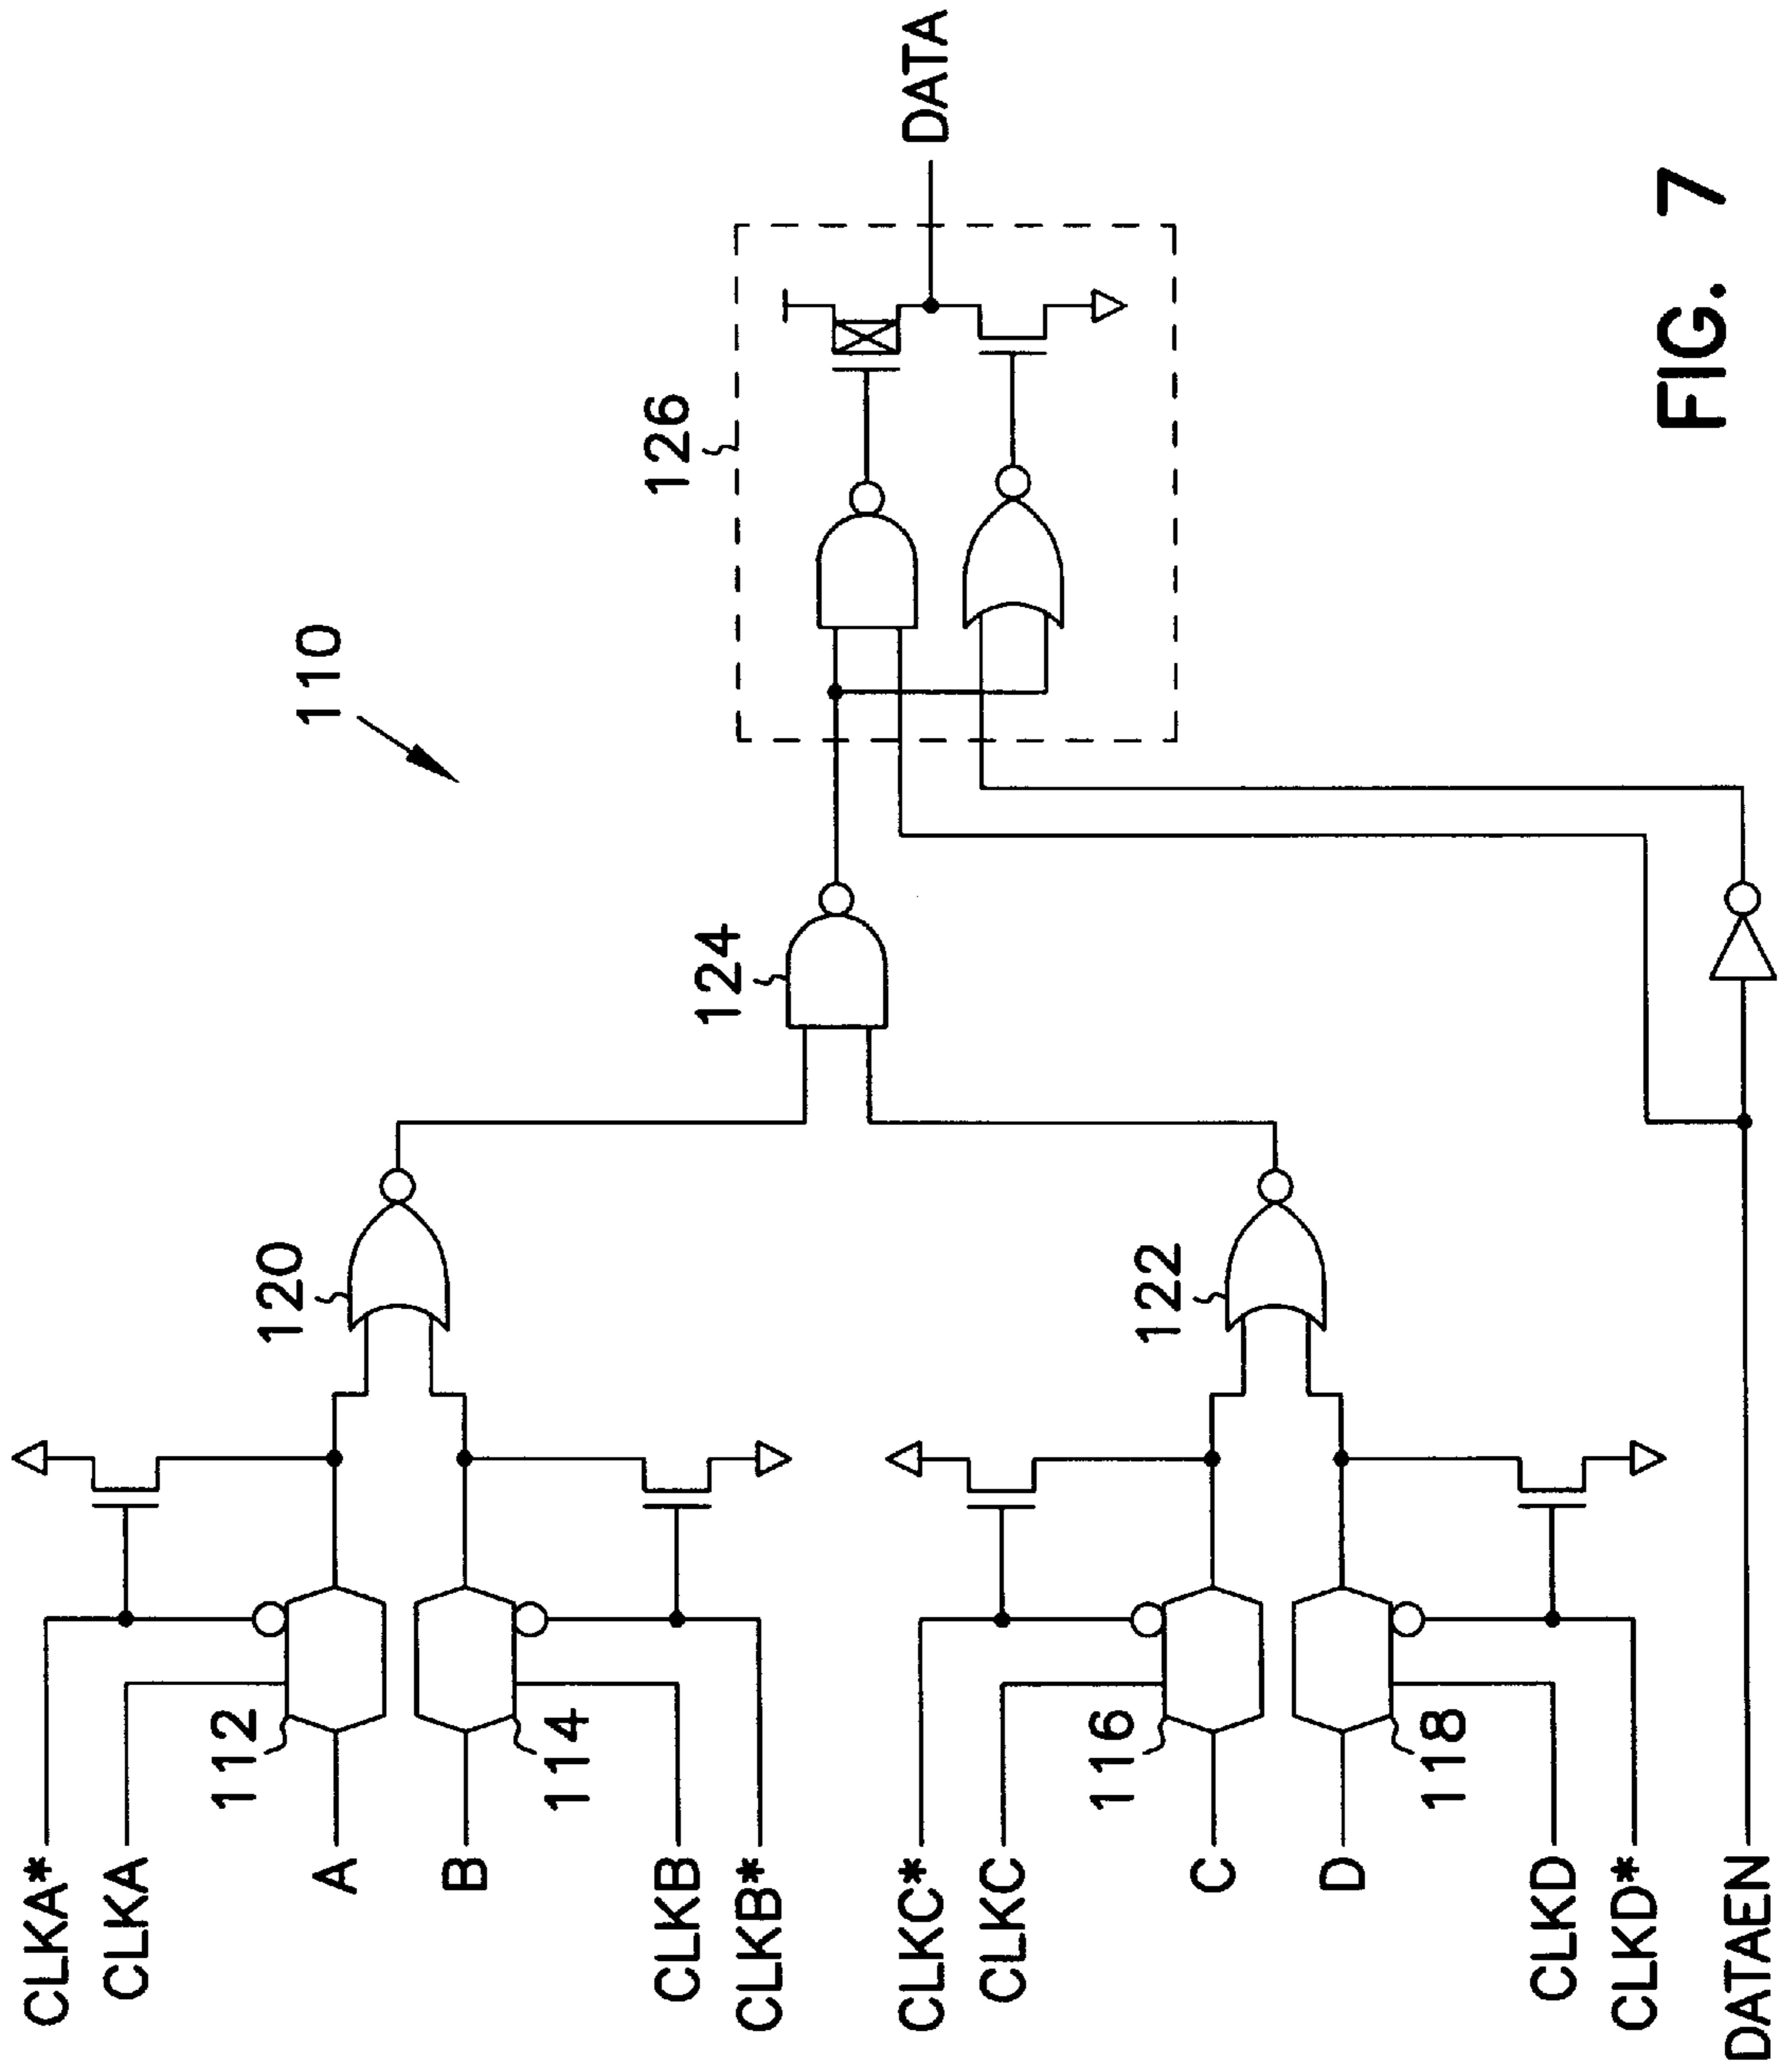 110
CLKA*
CLKA
112
A
B
114
CLKB
CLKB*
120
124
126
DATA
CLKC*
CLKC
116
C
D
118
CLKD
CLKD*
122
DATAEN
FIG. 7